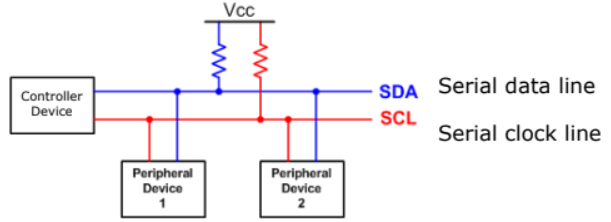 Vcc
Controller
Device
SDA
Serial data line
SCL
Serial clock line
Peripheral
Device
1
Peripheral
Device
2